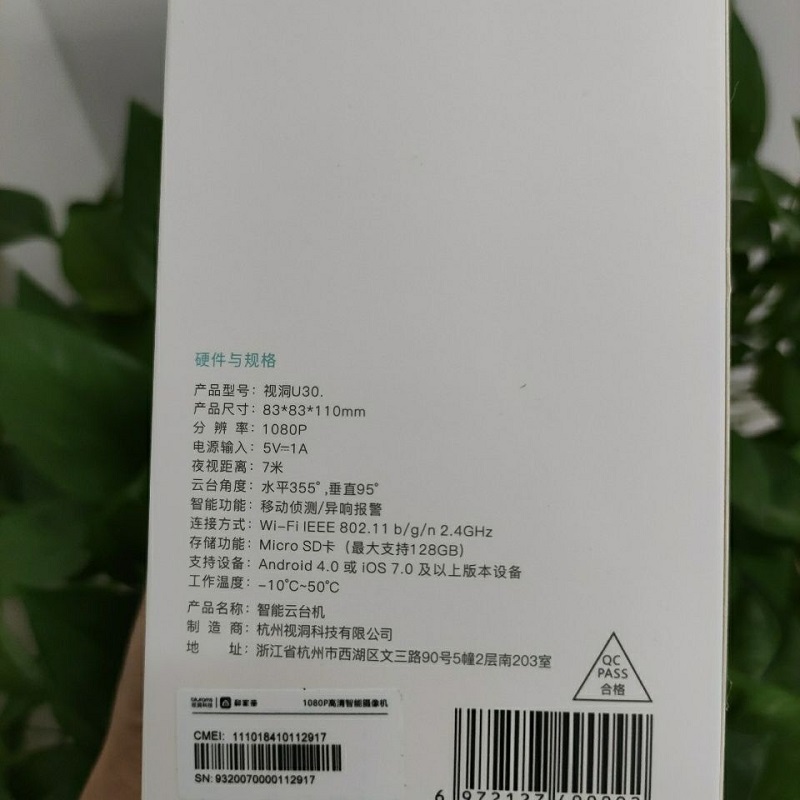 硬件与规格
产品型号：视洞U30.
产品尺寸：83*83*110mm
分 辨 率：1080P
电源输入：5V⎓1A
夜视距离：7米
云台角度：水平355°,垂直95°
智能功能：移动侦测/异响报警
连接方式：Wi-Fi IEEE 802.11 b/g/n 2.4GHz
存储功能：Micro SD卡（最大支持128GB）
支持设备：Android 4.0 或 iOS 7.0 及以上版本设备
工作温度：-10°C~50°C
产品名称：智能云台机
制 造 商：杭州视洞科技有限公司
地 址：浙江省杭州市西湖区文三路90号5幢2层南203室
QC
PASS
合格
1080P高清智能摄像机
CMEI: 111018410112917
SN: 9320070000112917